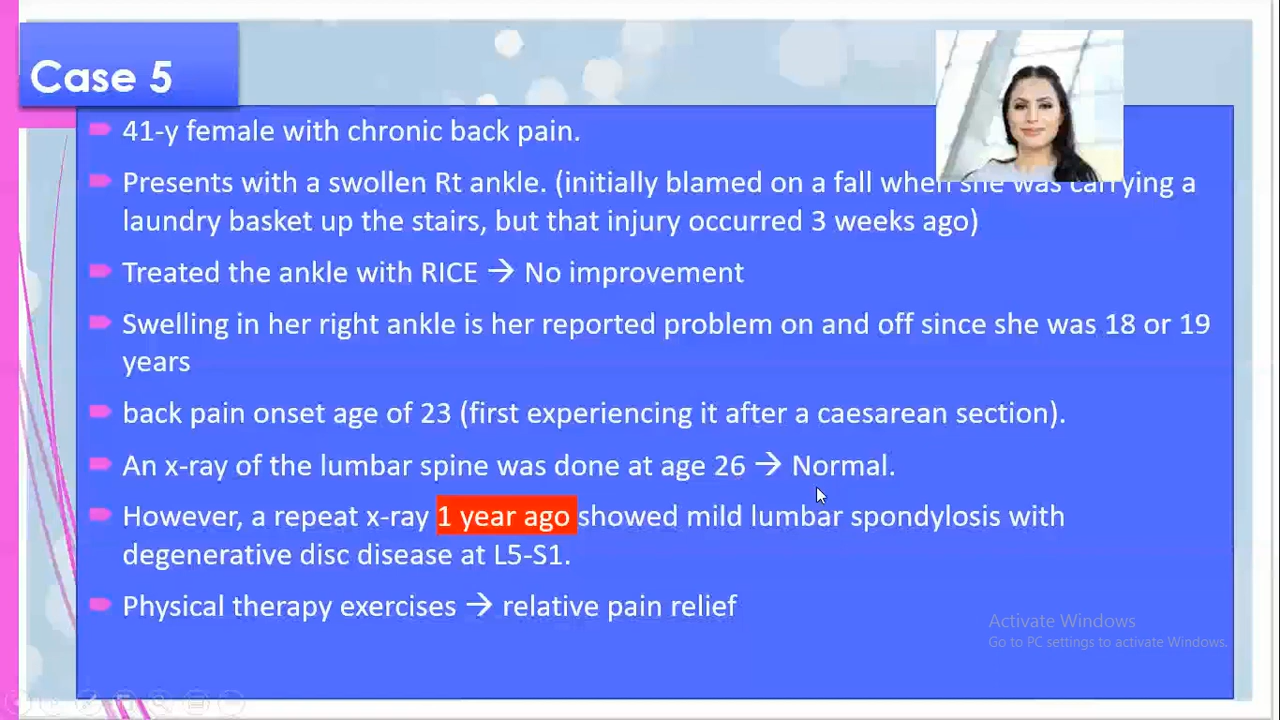 Case 5
41-y female with chronic back pain.
Presents with a swollen Rt ankle. (initially blamed on a fall when she was carrying a
laundry basket up the stairs, but that injury occurred 3 weeks ago)
Treated the ankle with RICE → No improvement
Swelling in her right ankle is her reported problem on and off since she was 18 or 19
years
back pain onset age of 23 (first experiencing it after a caesarean section).
An x-ray of the lumbar spine was done at age 26 → Normal.
However, a repeat x-ray 1 year ago showed mild lumbar spondylosis with
degenerative disc disease at L5-S1.
Physical therapy exercises → relative pain relief
Activate Windows
Go to PC settings to activate Windows.